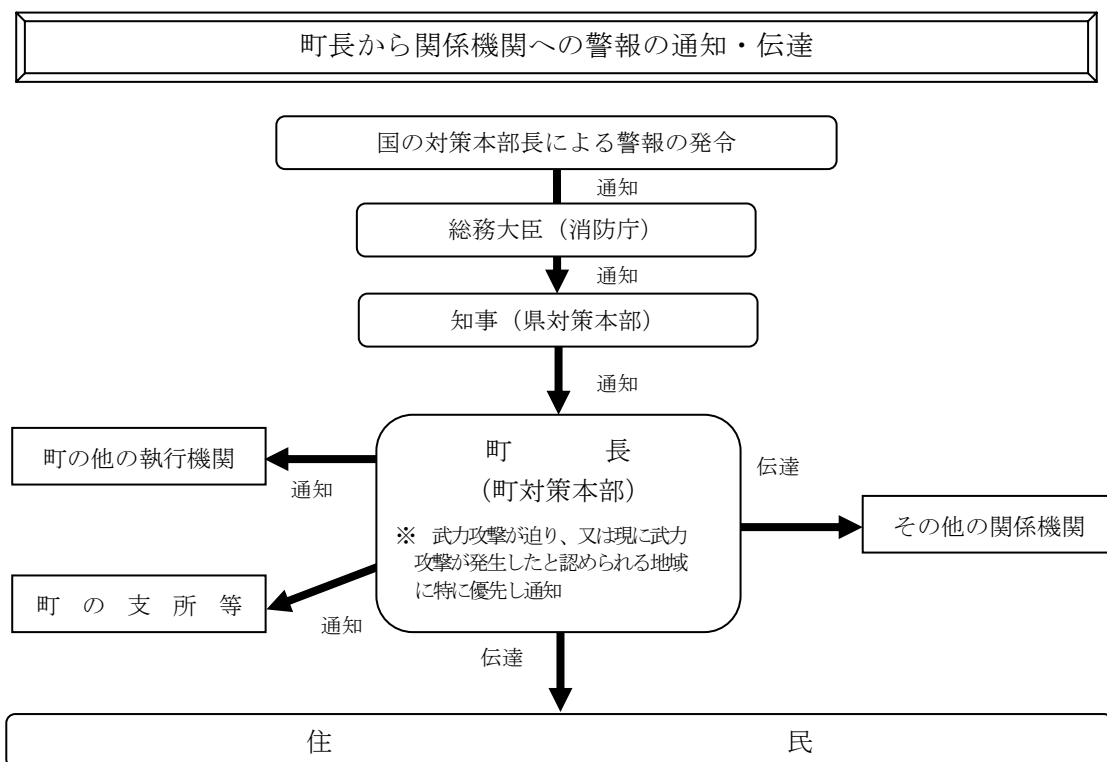 町長から関係機関への警報の通知・伝達
国の対策本部長による警報の発令
通知
総務大臣（消防庁）
通知
知事（県対策本部）
通知
町　　　長
（町対策本部）
※　武力攻撃が迫り、又は現に武力
攻撃が発生したと認められる地域
に特に優先し通知
町の他の執行機関
通知
伝達
その他の関係機関
町　の　支　所　等
通知
伝達
住　　　民